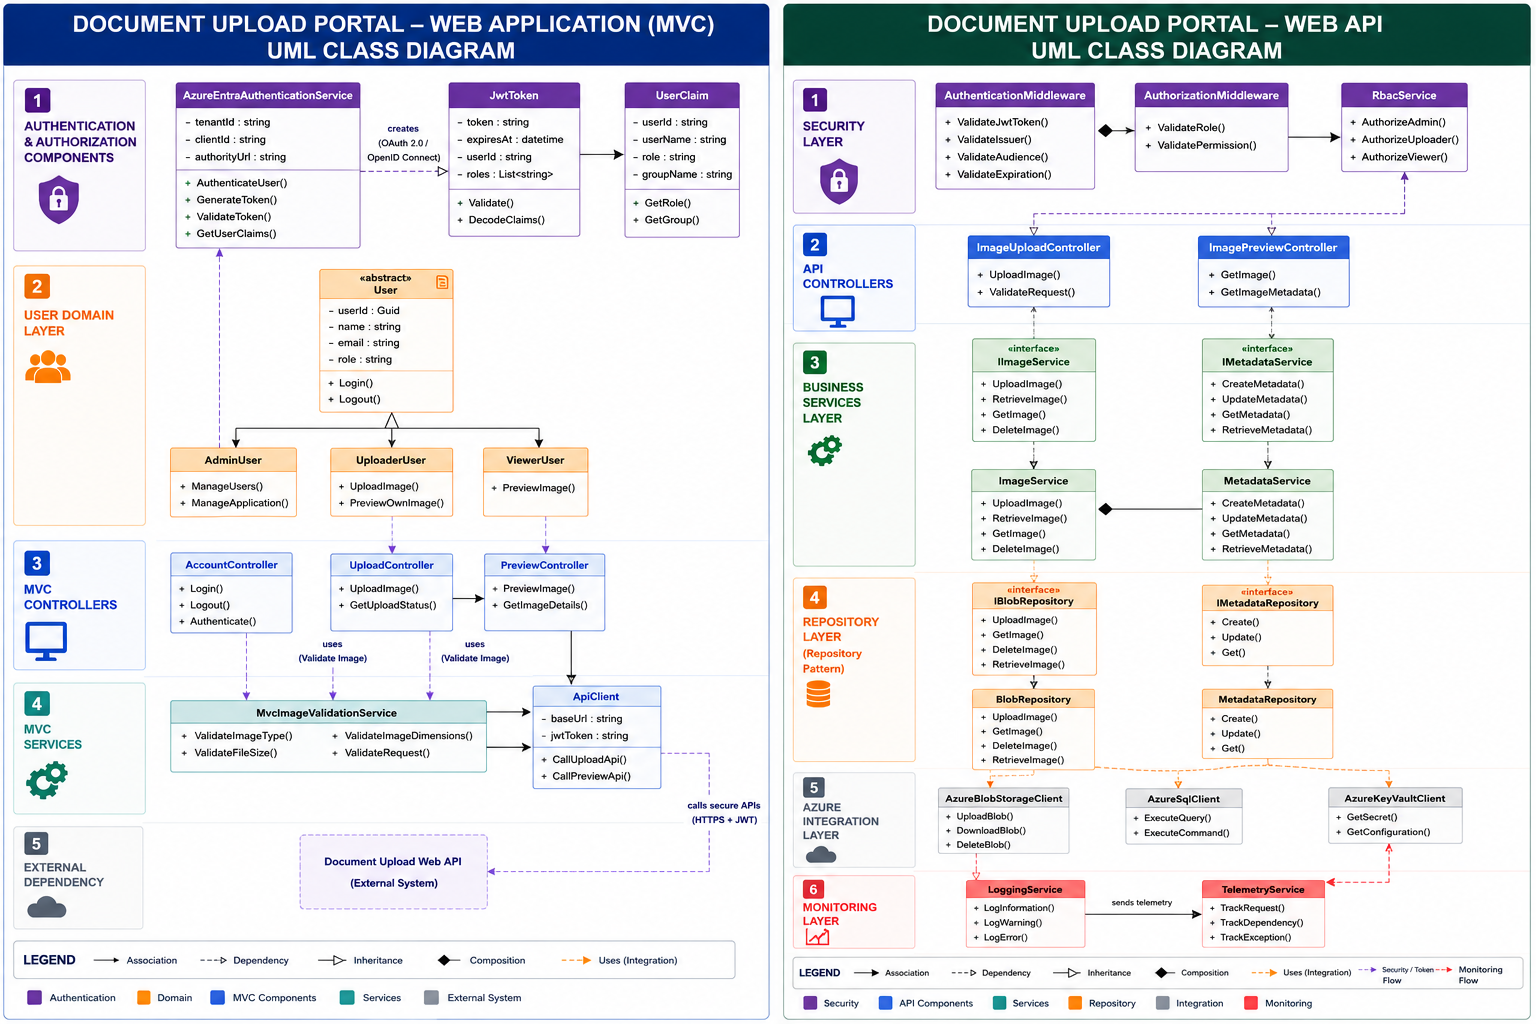 DOCUMENT UPLOAD PORTAL – WEB APPLICATION (MVC)
UML CLASS DIAGRAM
1
AUTHENTICATION
& AUTHORIZATION
COMPONENTS
AzureEntraAuthenticationService
– tenantId : string
– clientId : string
– authorityUrl : string
+ AuthenticateUser()
+ GenerateToken()
+ ValidateToken()
+ GetUserClaims()
creates
(OAuth 2.0 /
OpenID Connect)
JwtToken
– token : string
– expiresAt : datetime
– userId : string
– roles : List<string>
+ Validate()
+ DecodeClaims()
UserClaim
– userId : string
– userName : string
– role : string
– groupName : string
+ GetRole()
+ GetGroup()
2
USER DOMAIN
LAYER
«abstract»
User
– userId : Guid
– name : string
– email : string
– role : string
+ Login()
+ Logout()
AdminUser
+ ManageUsers()
+ ManageApplication()
UploaderUser
+ UploadImage()
+ PreviewOwnImage()
ViewerUser
+ PreviewImage()
3
MVC
CONTROLLERS
AccountController
+ Login()
+ Logout()
+ Authenticate()
UploadController
+ UploadImage()
+ GetUploadStatus()
PreviewController
+ PreviewImage()
+ GetImageDetails()
uses
(Validate Image)
uses
(Validate Image)
4
MVC
SERVICES
MvcImageValidationService
+ ValidateImageType()
+ ValidateFileSize()
+ ValidateImageDimensions()
+ ValidateRequest()
ApiClient
– baseUrl : string
– jwtToken : string
+ CallUploadApi()
+ CallPreviewApi()
calls secure APIs
(HTTPS + JWT)
5
EXTERNAL
DEPENDENCY
Document Upload Web API
(External System)
LEGEND Association Dependency Inheritance Composition Uses (Integration)
Authentication Domain MVC Components Services External System
DOCUMENT UPLOAD PORTAL – WEB API
UML CLASS DIAGRAM
1
SECURITY
LAYER
AuthenticationMiddleware
+ ValidateJwtToken()
+ ValidateIssuer()
+ ValidateAudience()
+ ValidateExpiration()
AuthorizationMiddleware
+ ValidateRole()
+ ValidatePermission()
RbacService
+ AuthorizeAdmin()
+ AuthorizeUploader()
+ AuthorizeViewer()
2
API
CONTROLLERS
ImageUploadController
+ UploadImage()
+ ValidateRequest()
ImagePreviewController
+ GetImage()
+ GetImageMetadata()
3
BUSINESS
SERVICES
LAYER
«interface»
IImageService
+ UploadImage()
+ RetrieveImage()
+ GetImage()
+ DeleteImage()
«interface»
IMetadataService
+ CreateMetadata()
+ UpdateMetadata()
+ GetMetadata()
+ RetrieveMetadata()
ImageService
+ UploadImage()
+ RetrieveImage()
+ GetImage()
+ DeleteImage()
MetadataService
+ CreateMetadata()
+ UpdateMetadata()
+ GetMetadata()
+ RetrieveMetadata()
4
REPOSITORY
LAYER
(Repository
Pattern)
«interface»
IBlobRepository
+ UploadImage()
+ GetImage()
+ DeleteImage()
+ RetrieveImage()
«interface»
IMetadataRepository
+ Create()
+ Update()
+ Get()
BlobRepository
+ UploadImage()
+ GetImage()
+ DeleteImage()
+ RetrieveImage()
MetadataRepository
+ Create()
+ Update()
+ Get()
5
AZURE
INTEGRATION
LAYER
AzureBlobStorageClient
+ UploadBlob()
+ DownloadBlob()
+ DeleteBlob()
AzureSqlClient
+ ExecuteQuery()
+ ExecuteCommand()
AzureKeyVaultClient
+ GetSecret()
+ GetConfiguration()
6
MONITORING
LAYER
LoggingService
+ LogInformation()
+ LogWarning()
+ LogError()
sends telemetry
TelemetryService
+ TrackRequest()
+ TrackDependency()
+ TrackException()
LEGEND Association Dependency Inheritance Composition Uses (Integration) Security / Token Flow Monitoring Flow
Security API Components Services Repository Integration Monitoring